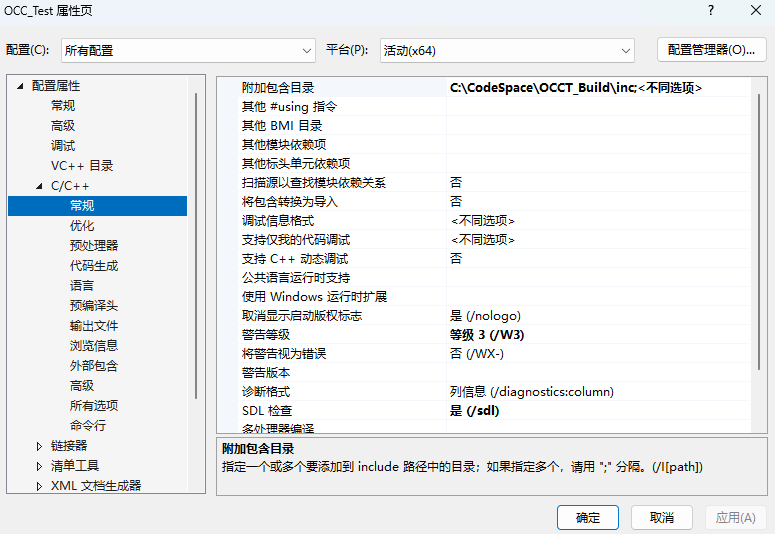 OCC_Test 属性页
?
配置(C): 所有配置 平台(P): 活动(x64) 配置管理器(O)...
配置属性
常规
高级
调试
VC++ 目录
C/C++
常规
优化
预处理器
代码生成
语言
预编译头
输出文件
浏览信息
外部包含
高级
所有选项
命令行
链接器
清单工具
XML 文档生成器
附加包含目录 C:\CodeSpace\OCCT_Build\inc;<不同选项>
其他 #using 指令
其他 BMI 目录
其他模块依赖项
其他标头单元依赖项
扫描源以查找模块依赖关系 否
将包含转换为导入 否
调试信息格式 <不同选项>
支持仅我的代码调试 <不同选项>
支持 C++ 动态调试 否
公共语言运行时支持
使用 Windows 运行时扩展
取消显示启动版权标志 是 (/nologo)
警告等级 等级 3 (/W3)
将警告视为错误 否 (/WX-)
警告版本
诊断格式 列信息 (/diagnostics:column)
SDL 检查 是 (/sdl)
多处理器编译
附加包含目录
指定一个或多个要添加到 include 路径中的目录；如果指定多个，请用 ";" 分隔。(/I[path])
确定 取消 应用(A)